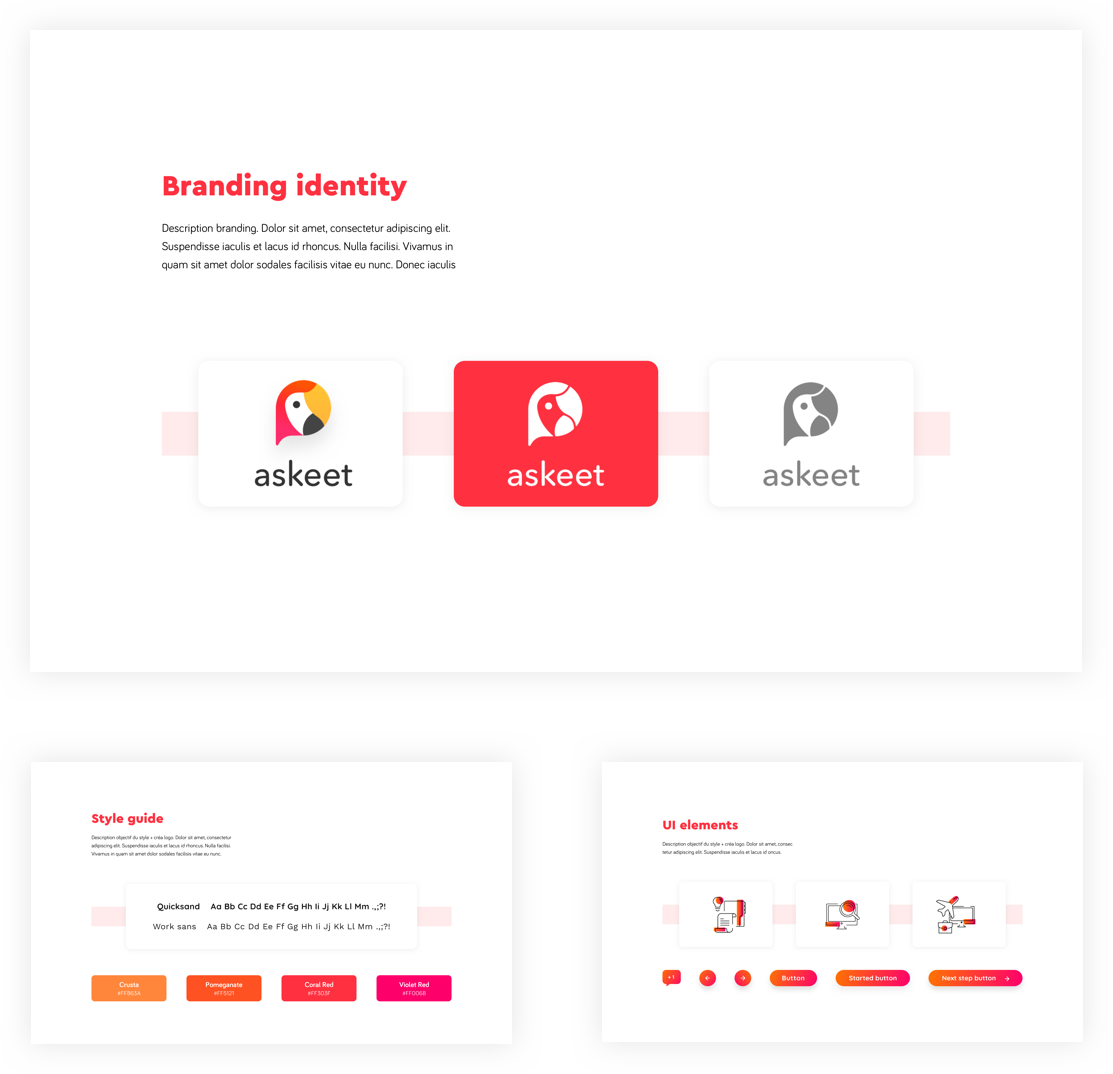 Branding identity
Description branding. Dolor sit amet, consectetur adipiscing elit.
Suspendisse iaculis et lacus id rhoncus. Nulla facilisi. Vivamus in
quam sit amet dolor sodales facilisis vitae eu nunc. Donec iaculis
askeet
askeet
askeet
Style guide
Description objectif du style + créa logo. Dolor sit amet, consectetur
adipiscing elit. Suspendisse iaculis et lacus id rhoncus. Nulla facilisi.
Vivamus in quam sit amet dolor sodales facilisis vitae eu nunc.
Quicksand Aa Bb Cc Dd Ee Ff Gg Hh Ii Jj Kk Ll Mm .,;?!
Work sans Aa Bb Cc Dd Ee Ff Gg Hh Ii Jj Kk Ll Mm .,;?!
Crusta
#FF863A
Pomeganate
#FF5521
Coral Red
#FF303F
Violet Red
#FF006B
UI elements
Description objectif du style + créa logo. Dolor sit amet, consec
tetur adipiscing elit. Suspendisse iaculis et lacus id oncus.
+ 1
Button
Started button
Next step button